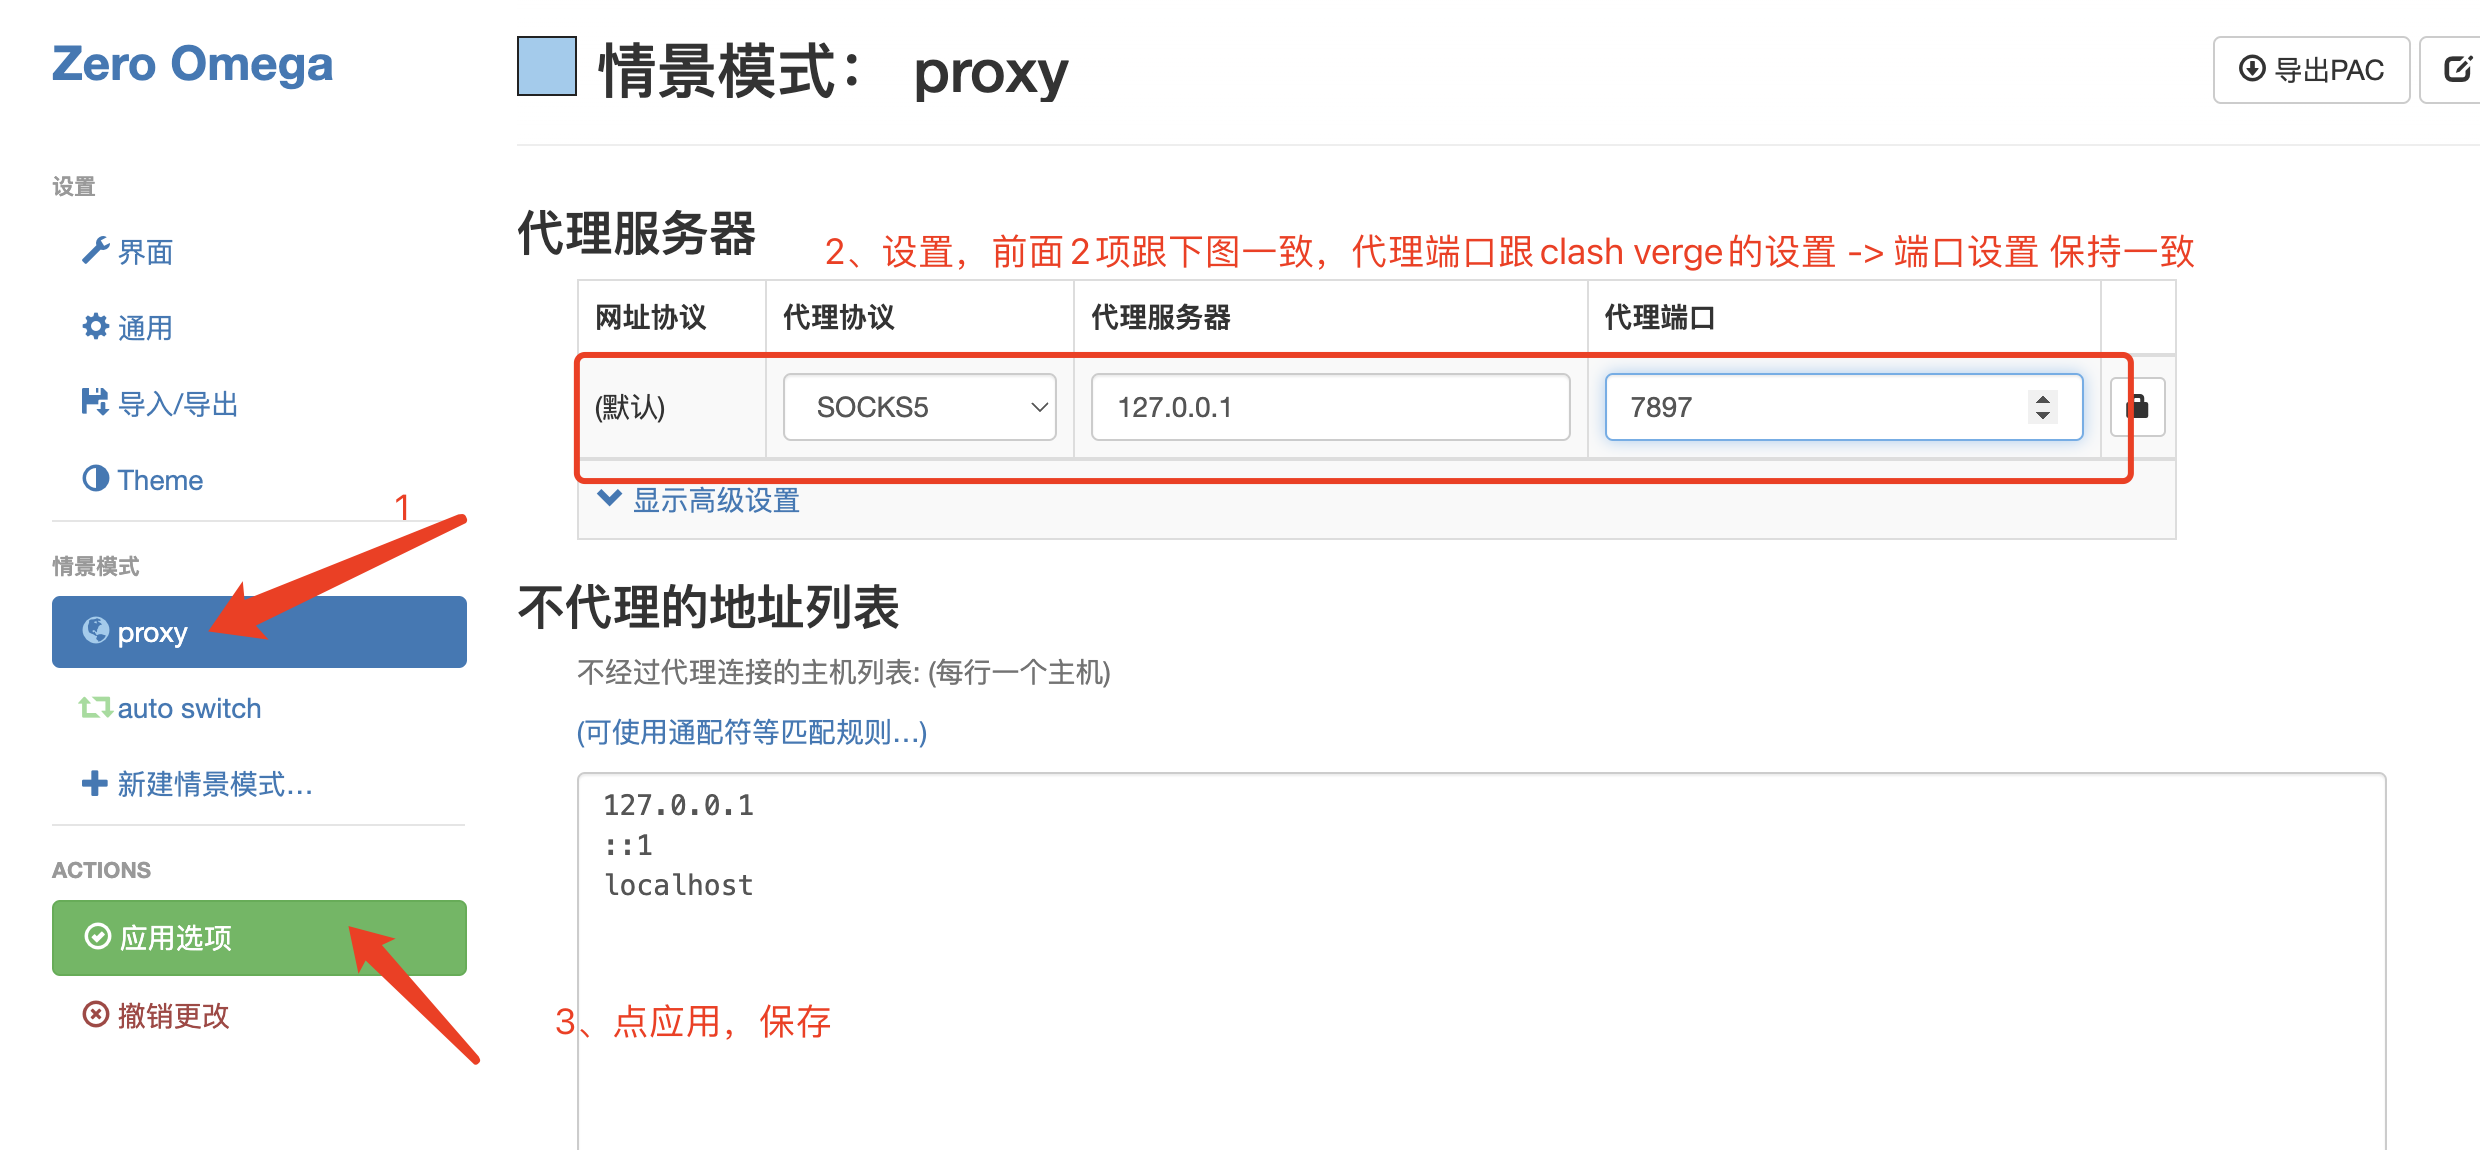 Zero Omega
设置
界面
通用
导入/导出
Theme
1
情景模式
proxy
auto switch
新建情景模式...
ACTIONS
应用选项
撤销更改
情景模式： proxy
导出PAC
代理服务器
2、设置，前面2项跟下图一致，代理端口跟clash verge的设置 -> 端口设置 保持一致
网址协议 代理协议 代理服务器 代理端口
(默认) SOCKS5 127.0.0.1 7897
显示高级设置
不代理的地址列表
不经过代理连接的主机列表: (每行一个主机)
(可使用通配符等匹配规则...)
127.0.0.1
::1
localhost
3、点应用，保存